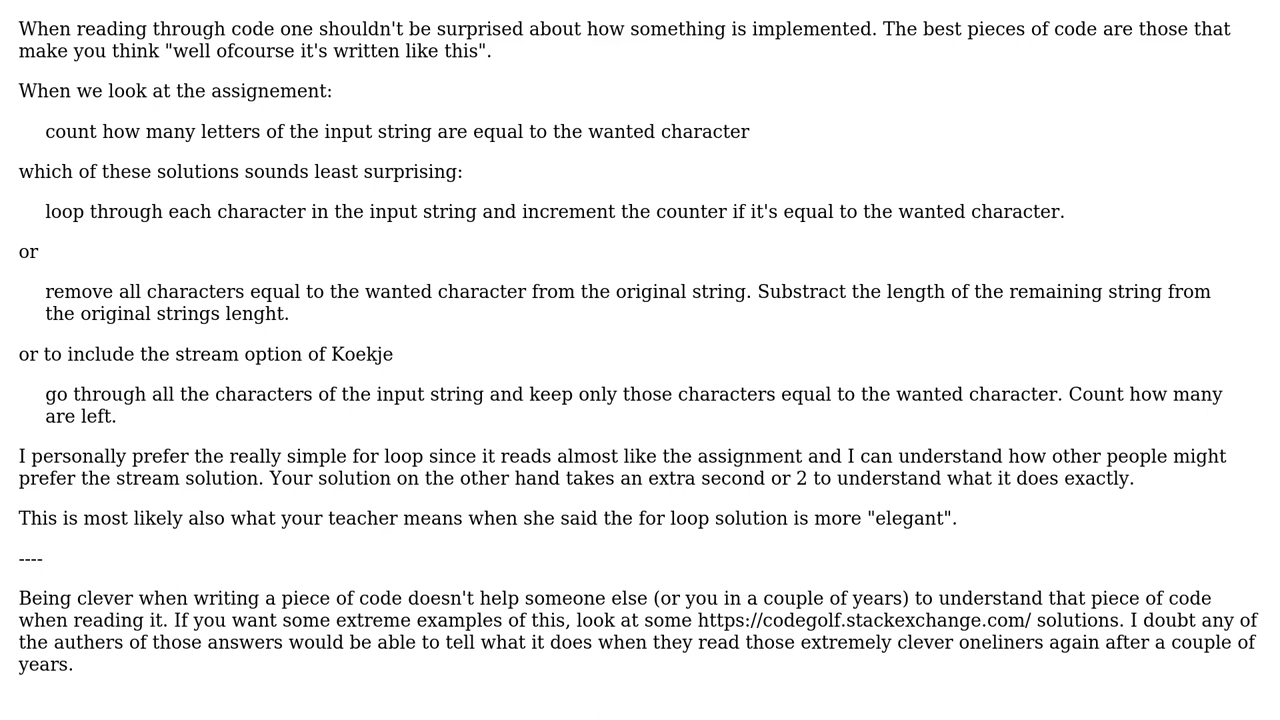 When reading through code one shouldn't be surprised about how something is implemented. The best pieces of code are those that
make you think "well ofcourse it's written like this".
When we look at the assignement:
count how many letters of the input string are equal to the wanted character
which of these solutions sounds least surprising:
loop through each character in the input string and increment the counter if it's equal to the wanted character.
or
remove all characters equal to the wanted character from the original string. Substract the length of the remaining string from
the original strings lenght.
or to include the stream option of Koekje
go through all the characters of the input string and keep only those characters equal to the wanted character. Count how many
are left.
I personally prefer the really simple for loop since it reads almost like the assignment and I can understand how other people might
prefer the stream solution. Your solution on the other hand takes an extra second or 2 to understand what it does exactly.
This is most likely also what your teacher means when she said the for loop solution is more "elegant".
----
Being clever when writing a piece of code doesn't help someone else (or you in a couple of years) to understand that piece of code
when reading it. If you want some extreme examples of this, look at some https://codegolf.stackexchange.com/ solutions. I doubt any of
the authers of those answers would be able to tell what it does when they read those extremely clever oneliners again after a couple of
years.